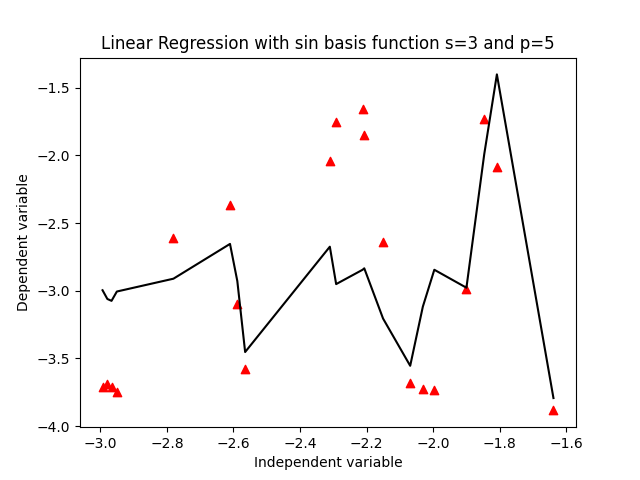 Linear Regression with sin basis function s=3 and p=5
−1.5
−2.0
−2.5
−3.0
−3.5
−4.0
Dependent variable
−3.0 −2.8 −2.6 −2.4 −2.2 −2.0 −1.8 −1.6
Independent variable